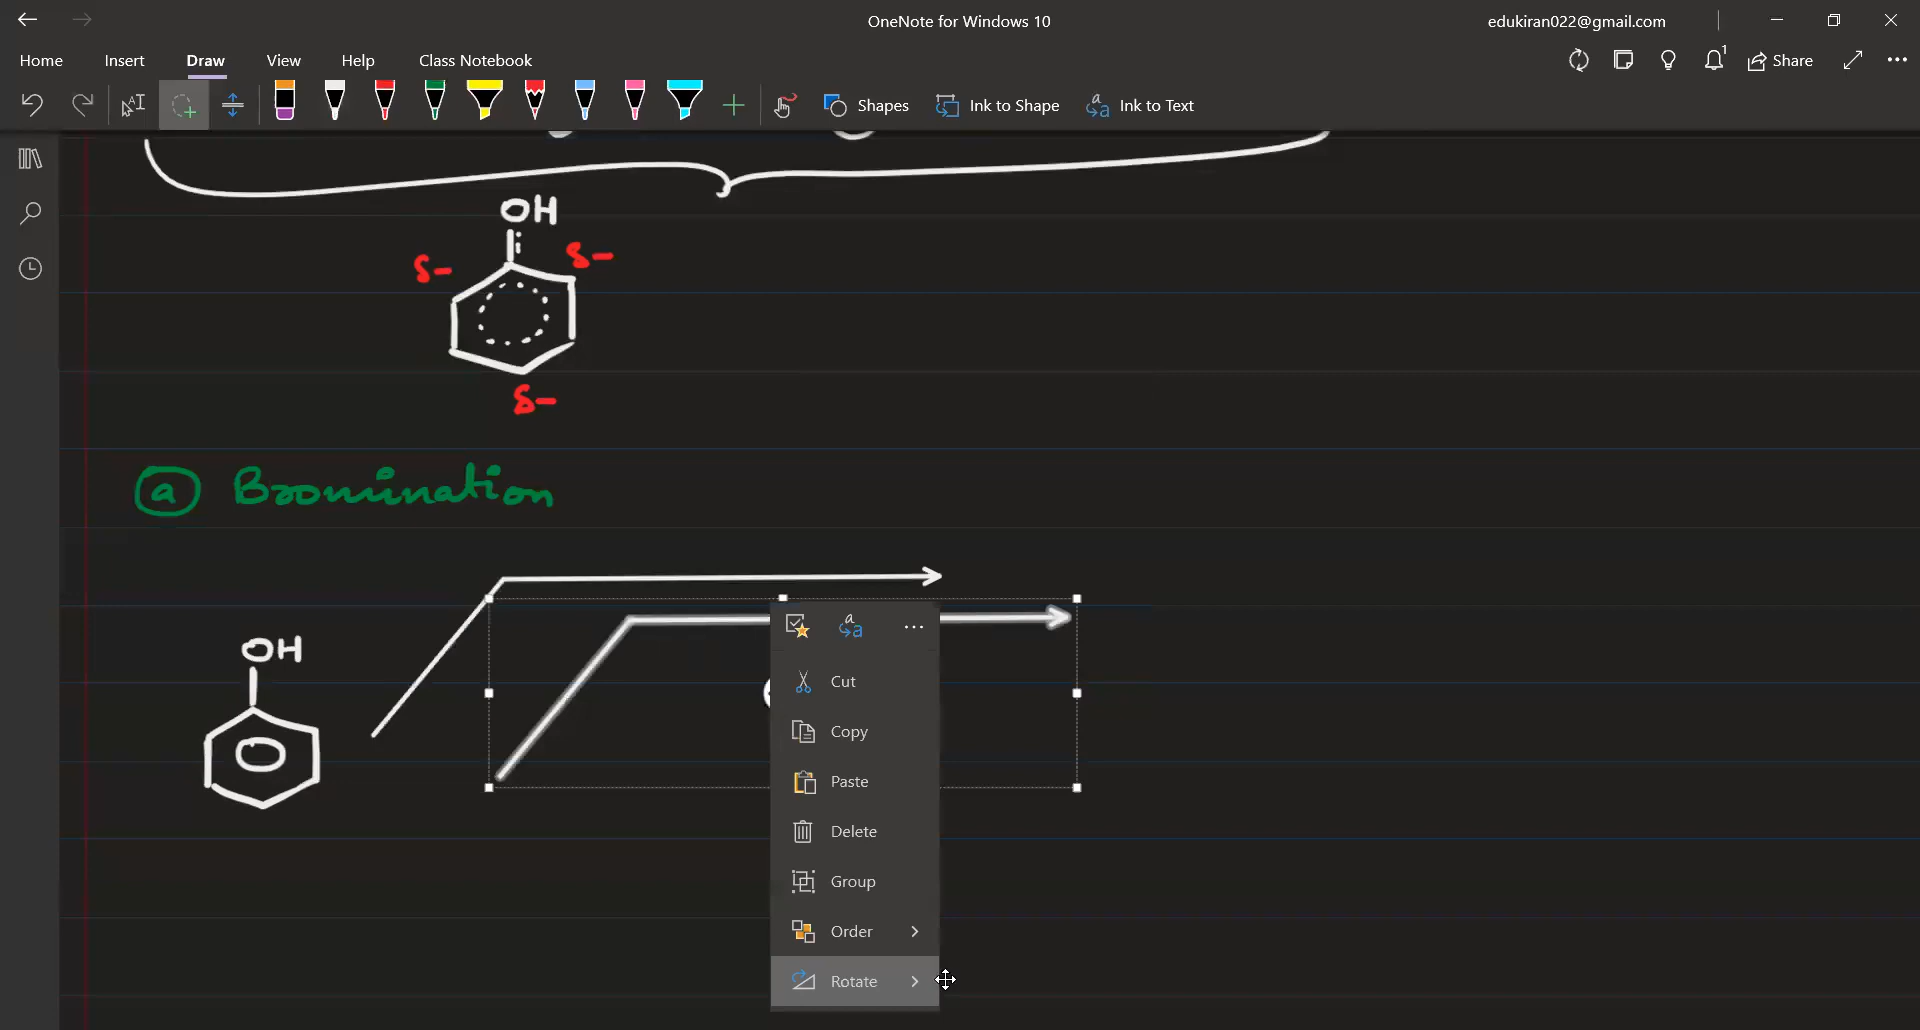 OneNote for Windows 10
edukiran022@gmail.com
Home Insert Draw View Help Class Notebook
1
Share
Shapes Ink to Shape Ink to Text
OH
δ- δ-
δ-
(a) Bromination
OH
Cut
Copy
Paste
Delete
Group
Order
Rotate